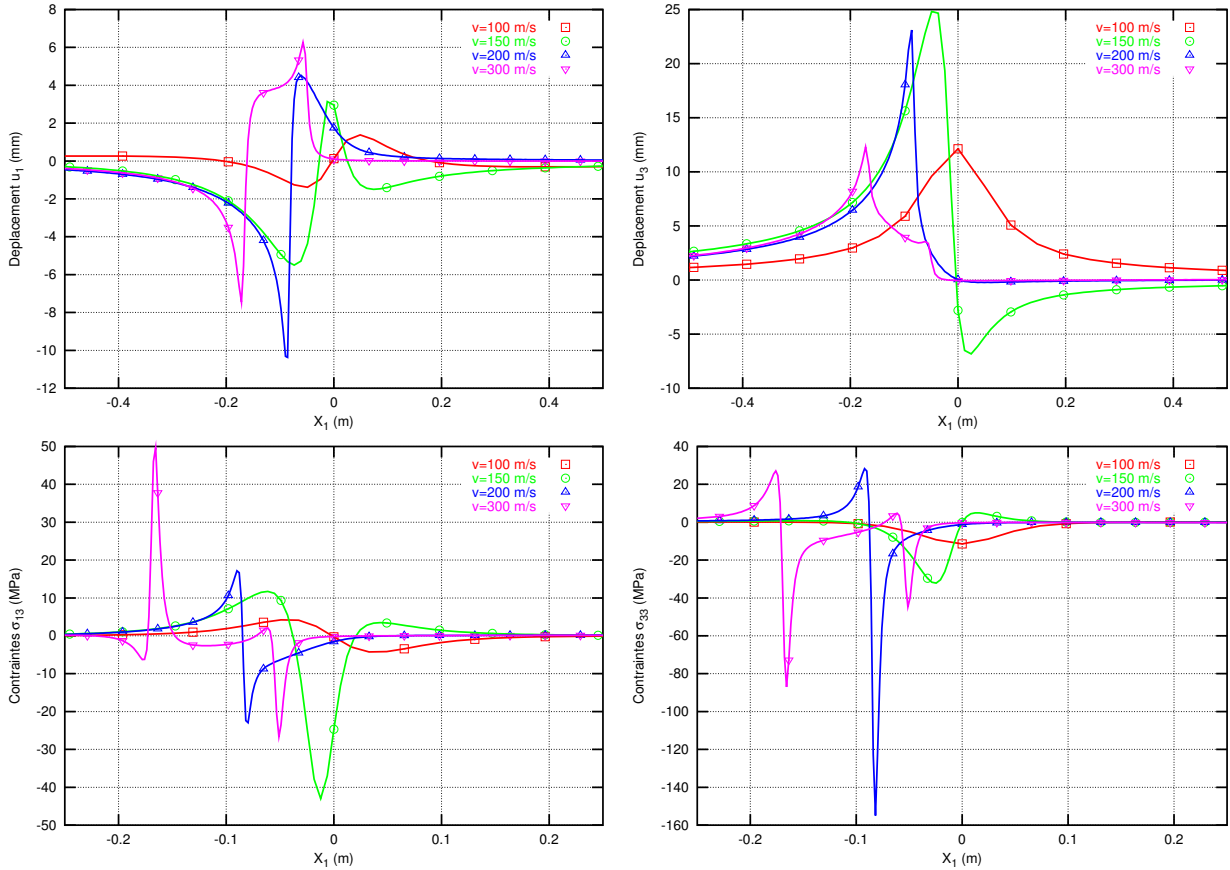 Deplacement u1 (mm)
8
6
4
2
0
-2
-4
-6
-8
-10
-12
-0.4
-0.2
0
0.2
0.4
X1 (m)
v=100 m/s
v=150 m/s
v=200 m/s
v=300 m/s
Deplacement u3 (mm)
25
20
15
10
5
0
-5
-10
-0.4
-0.2
0
0.2
0.4
X1 (m)
v=100 m/s
v=150 m/s
v=200 m/s
v=300 m/s
Contraintes σ13 (MPa)
50
40
30
20
10
0
-10
-20
-30
-40
-50
-0.2
-0.1
0
0.1
0.2
X1 (m)
v=100 m/s
v=150 m/s
v=200 m/s
v=300 m/s
Contraintes σ33 (MPa)
40
20
0
-20
-40
-60
-80
-100
-120
-140
-160
-0.2
-0.1
0
0.1
0.2
X1 (m)
v=100 m/s
v=150 m/s
v=200 m/s
v=300 m/s